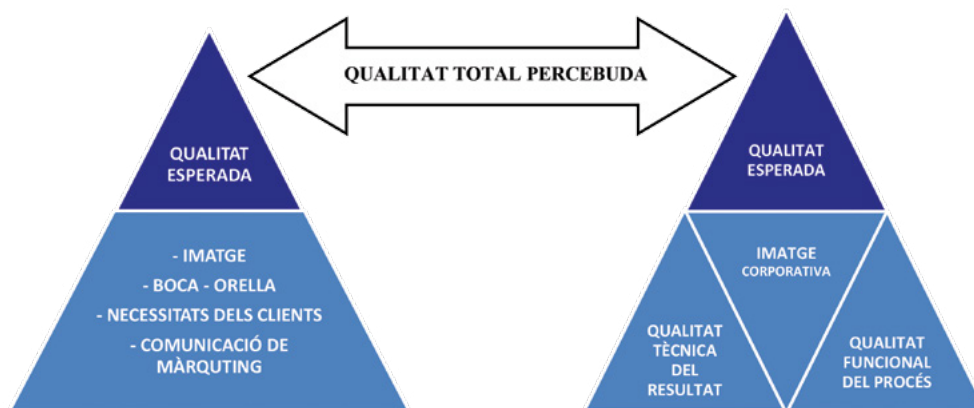 QUALITAT TOTAL PERCEBUDA
QUALITAT
ESPERADA
- IMATGE
- BOCA - ORELLA
- NECESSITATS DELS CLIENTS
- COMUNICACIÓ DE
MÀRQUTING
QUALITAT
ESPERADA
IMATGE
CORPORATIVA
QUALITAT
TÈCNICA
DEL
RESULTAT
QUALITAT
FUNCIONAL
DEL PROCÉS